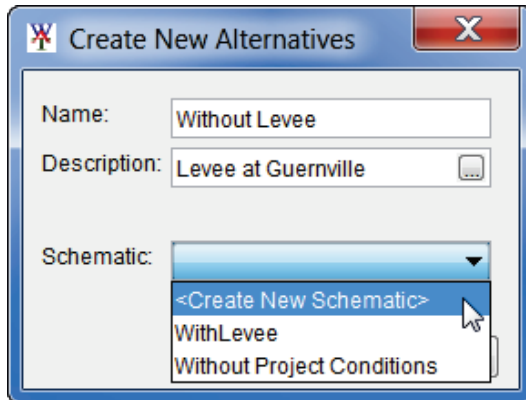 Create New Alternatives
Name: Without Levee
Description: Levee at Guernville ...
Schematic:
<Create New Schematic>
WithLevee
Without Project Conditions